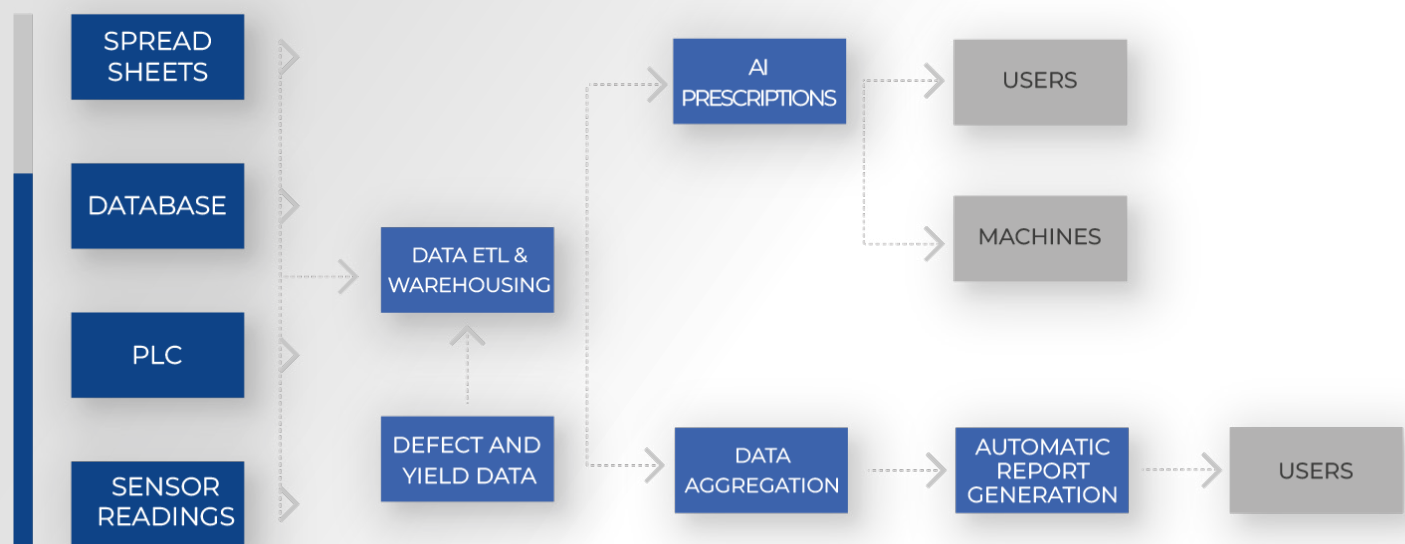 SPREAD
SHEETS
DATABASE
PLC
SENSOR
READINGS
DATA ETL &
WAREHOUSING
DEFECT AND
YIELD DATA
AI
PRESCRIPTIONS
USERS
MACHINES
DATA
AGGREGATION
AUTOMATIC
REPORT
GENERATION
USERS